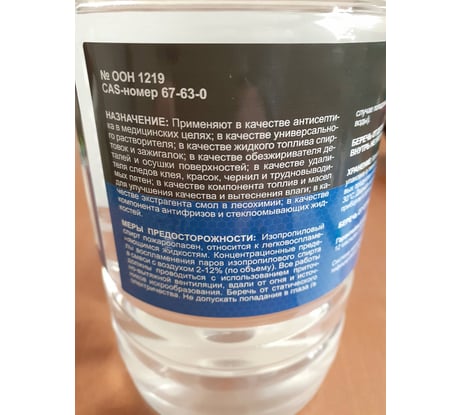 № ООН 1219
CAS-номер 67-63-0
НАЗНАЧЕНИЕ: Применяют в качестве антисепти-
ка в медицинских целях; в качестве универсально-
го растворителя; в качестве жидкого топлива спир-
товок и зажигалок; в качестве обезжиривателя де-
талей и осушки поверхностей; в качестве удали-
теля следов клея, красок, чернил и трудновыводи-
мых пятен; в качестве компонента топлив и масел
для улучшения качества и вытеснения влаги; в ка-
честве экстрагента смол в лесохимии; в качестве
компонента антифризов и стеклоомывающих жид-
костей.
МЕРЫ ПРЕДОСТОРОЖНОСТИ: Изопропиловый
спирт пожароопасен, относится к легковоспламе-
няющимся жидкостям. Концентрационные преде-
лы воспламенения паров изопропилового спирта
в смеси с воздухом 2-12% (по объему). Все работы
должны проводиться с использованием приточ-
но-вытяжной вентиляции, вдали от огня и источ-
ников искрообразования. Беречь от статического
электричества. Не допускать попадания в глаза (в
случае
воды).
БЕРЕЧЬ
ВНУТРЬ
ХРАНЕНИЕ